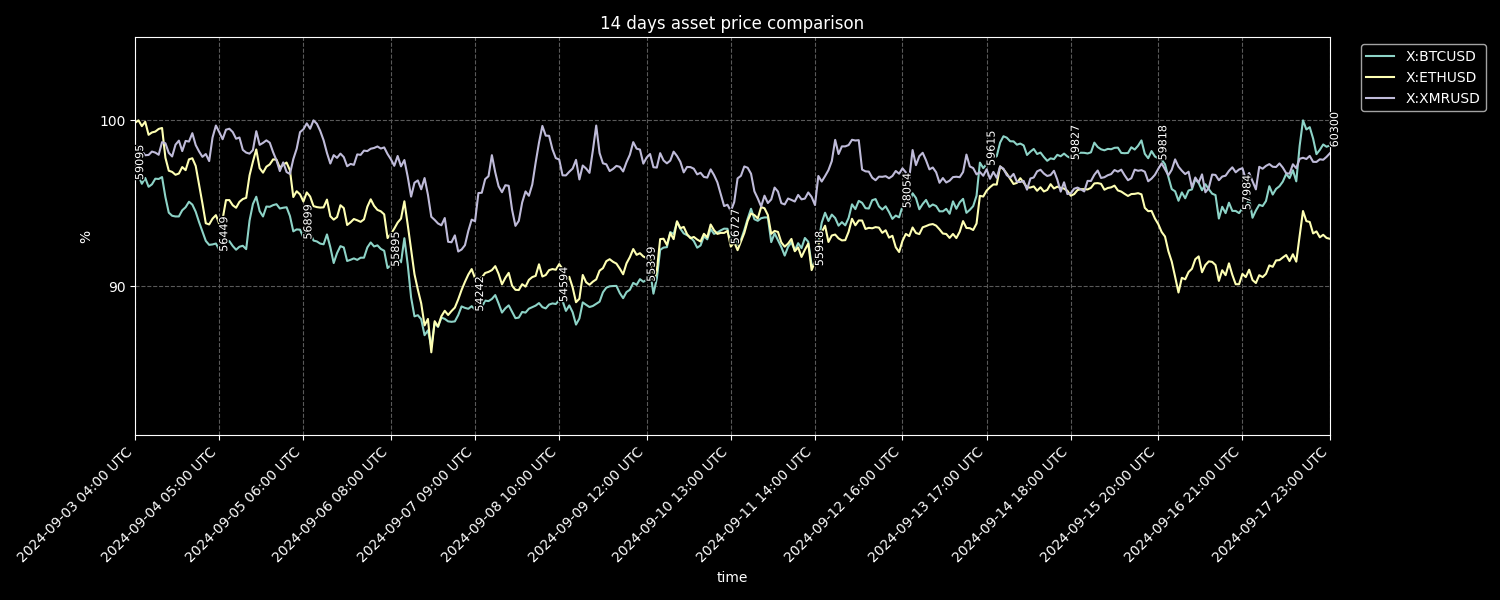 14 days asset price comparison
X:BTCUSD
X:ETHUSD
X:XMRUSD
%
100
90
59095
56449
56899
55895
54242
54594
55339
56727
55918
58054
59615
59827
59818
57984
60300
2024-09-03 04:00 UTC
2024-09-04 05:00 UTC
2024-09-05 06:00 UTC
2024-09-06 08:00 UTC
2024-09-07 09:00 UTC
2024-09-08 10:00 UTC
2024-09-09 12:00 UTC
2024-09-10 13:00 UTC
2024-09-11 14:00 UTC
2024-09-12 16:00 UTC
2024-09-13 17:00 UTC
2024-09-14 18:00 UTC
2024-09-15 20:00 UTC
2024-09-16 21:00 UTC
2024-09-17 23:00 UTC
time